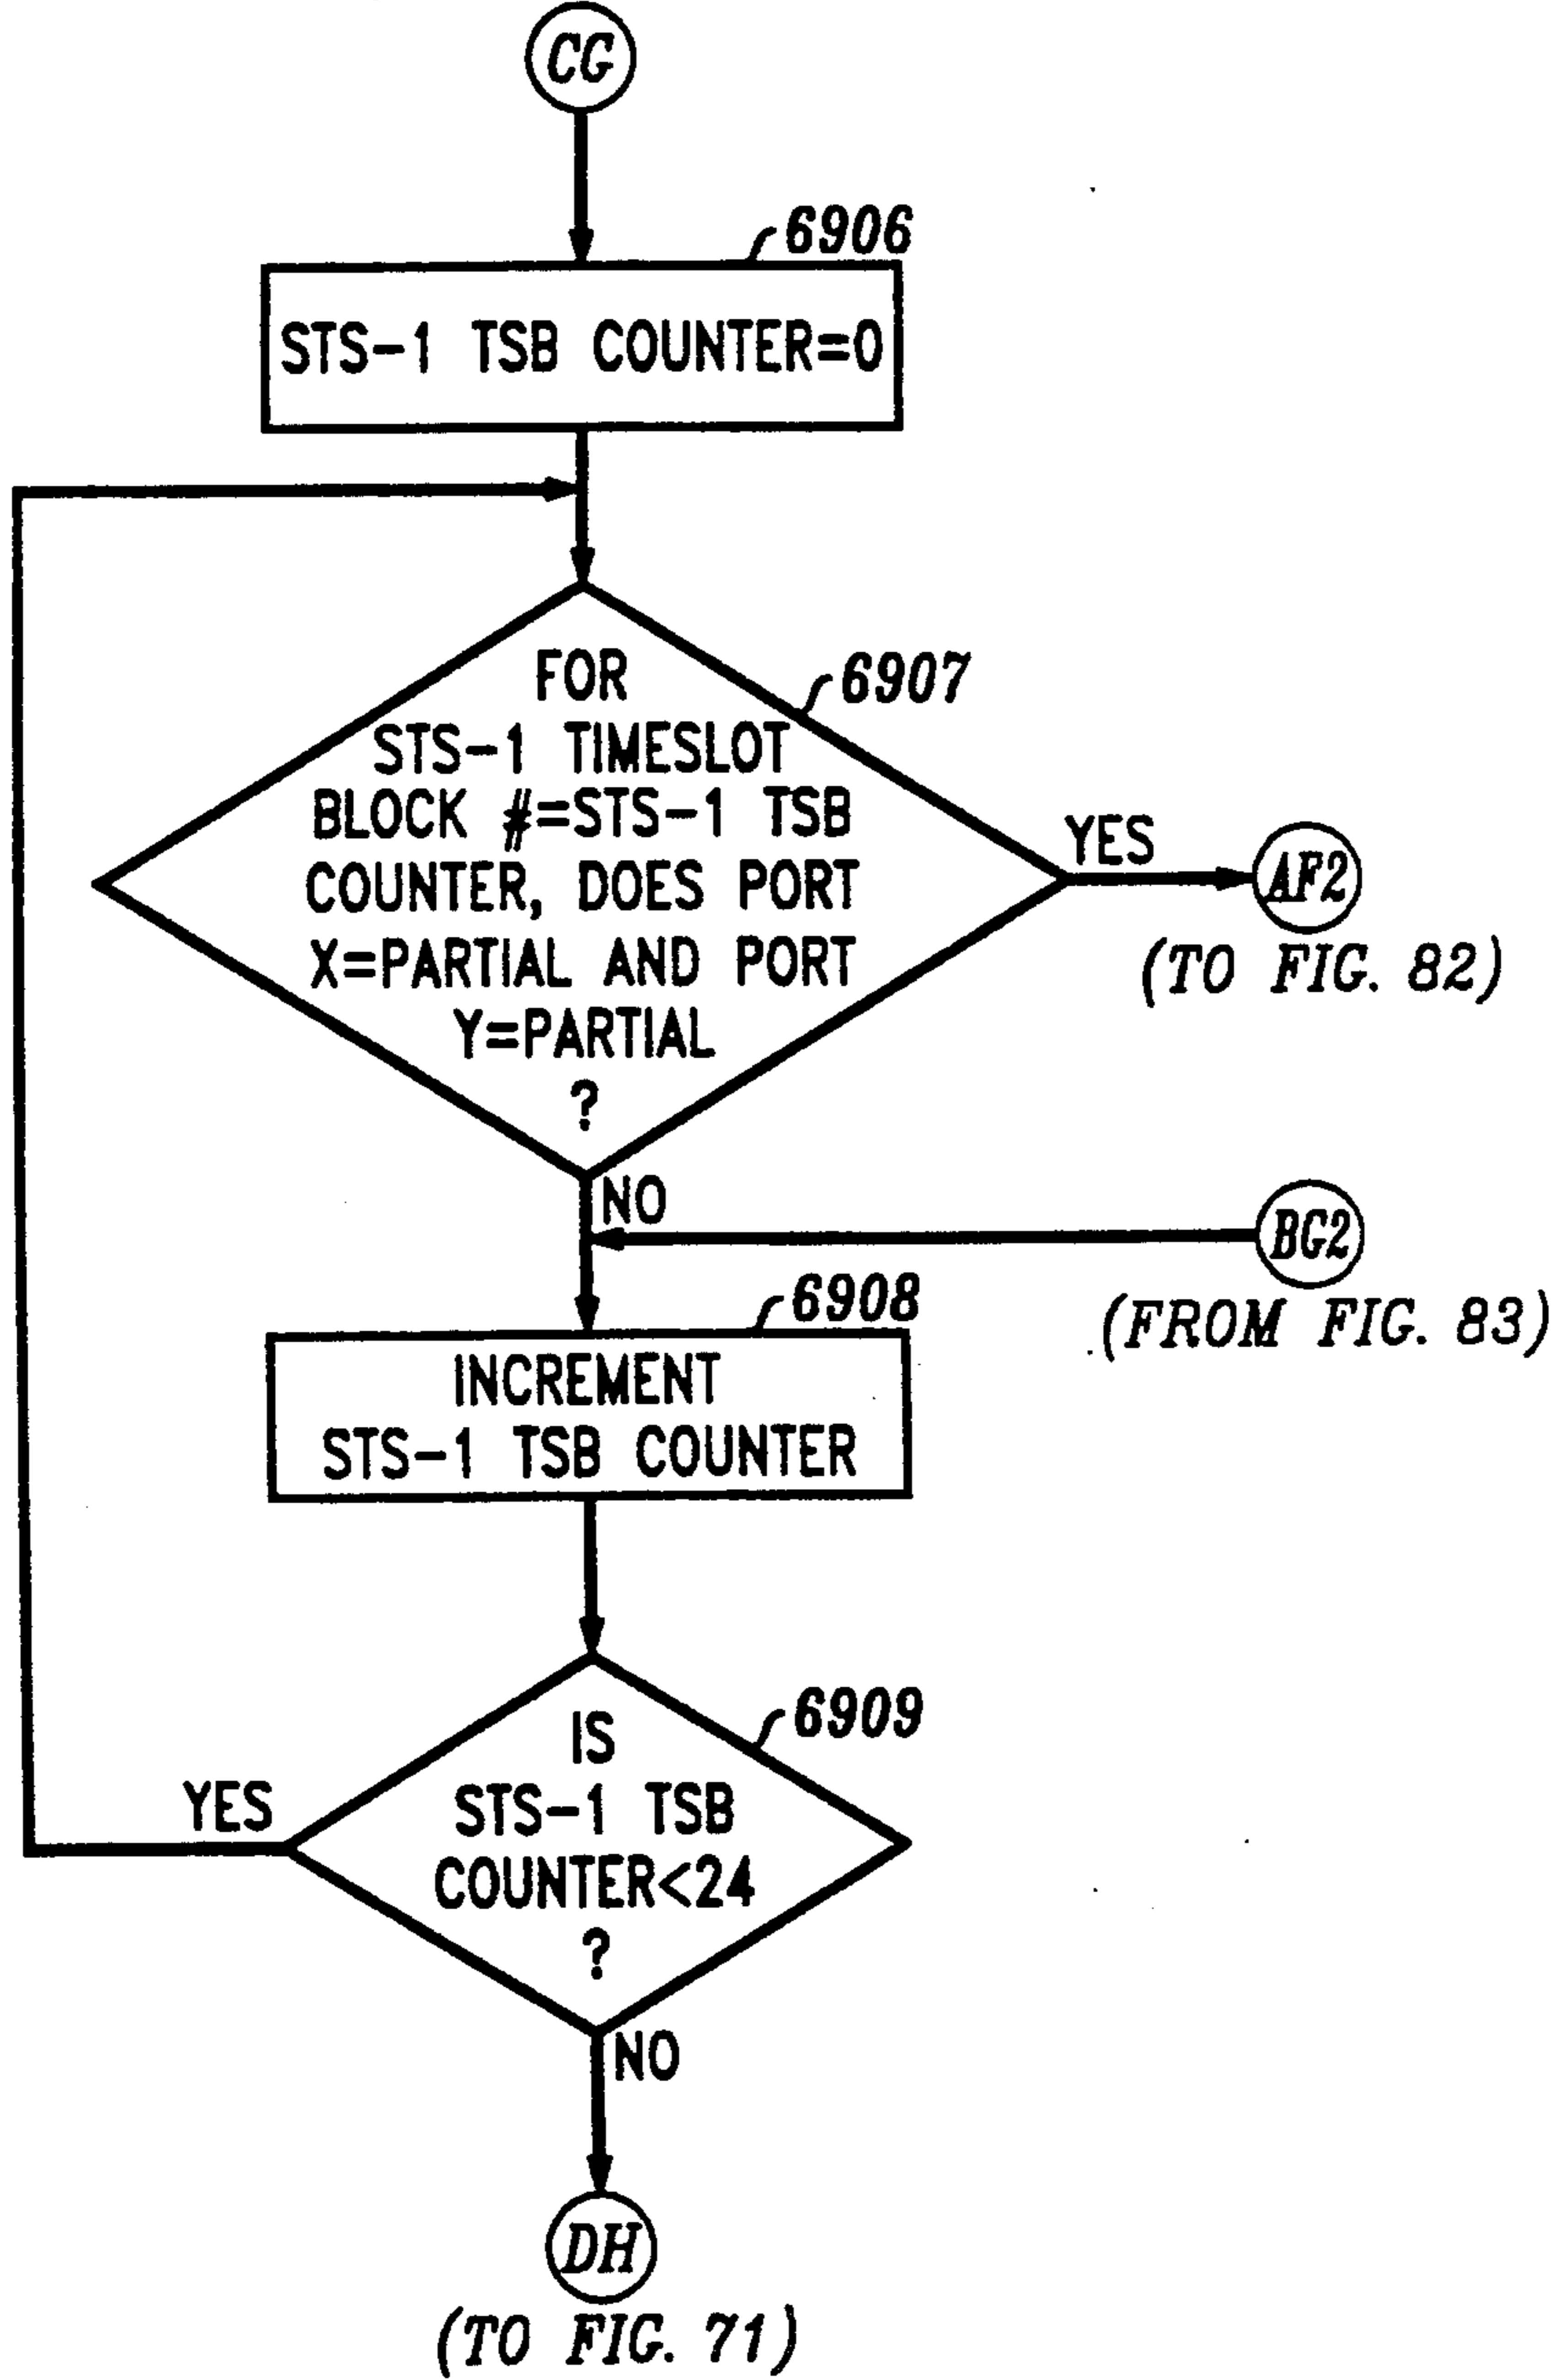 CG
6906
STS-1 TSB COUNTER=0
FOR
6907
STS-1 TIMESLOT
BLOCK #=STS-1 TSB
COUNTER, DOES PORT
X=PARTIAL AND PORT
Y=PARTIAL
?
YES
AF2
(TO FIG. 82)
NO
BG2
(FROM FIG. 83)
6908
INCREMENT
STS-1 TSB COUNTER
6909
IS
STS-1 TSB
COUNTER<24
?
YES
NO
DH
(TO FIG. 71)